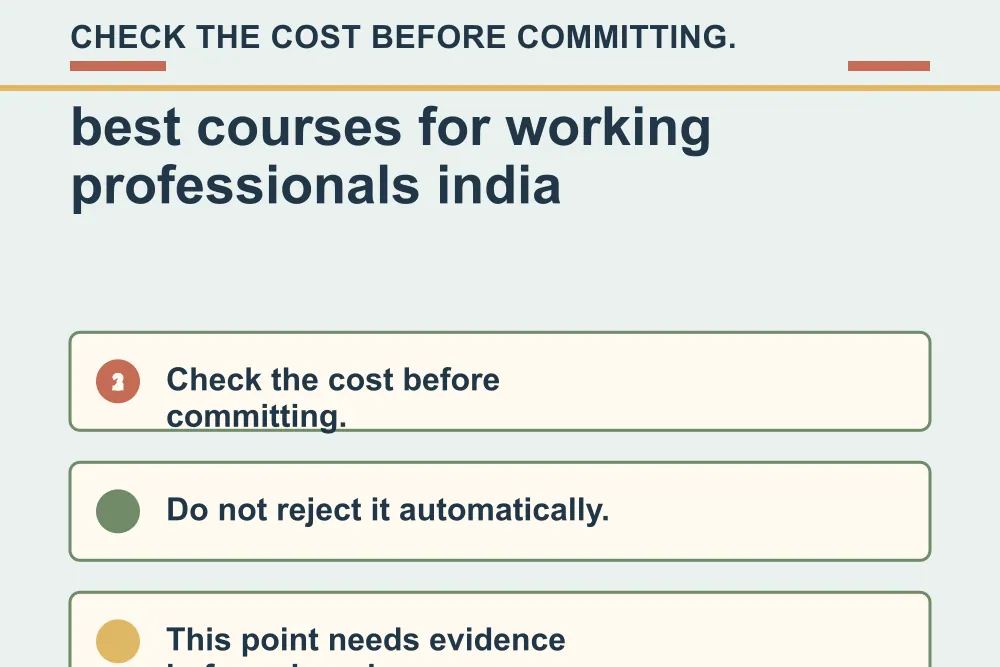 CHECK THE COST BEFORE COMMITTING.
best courses for working
professionals india
Check the cost before
committing.
Do not reject it automatically.
This point needs evidence